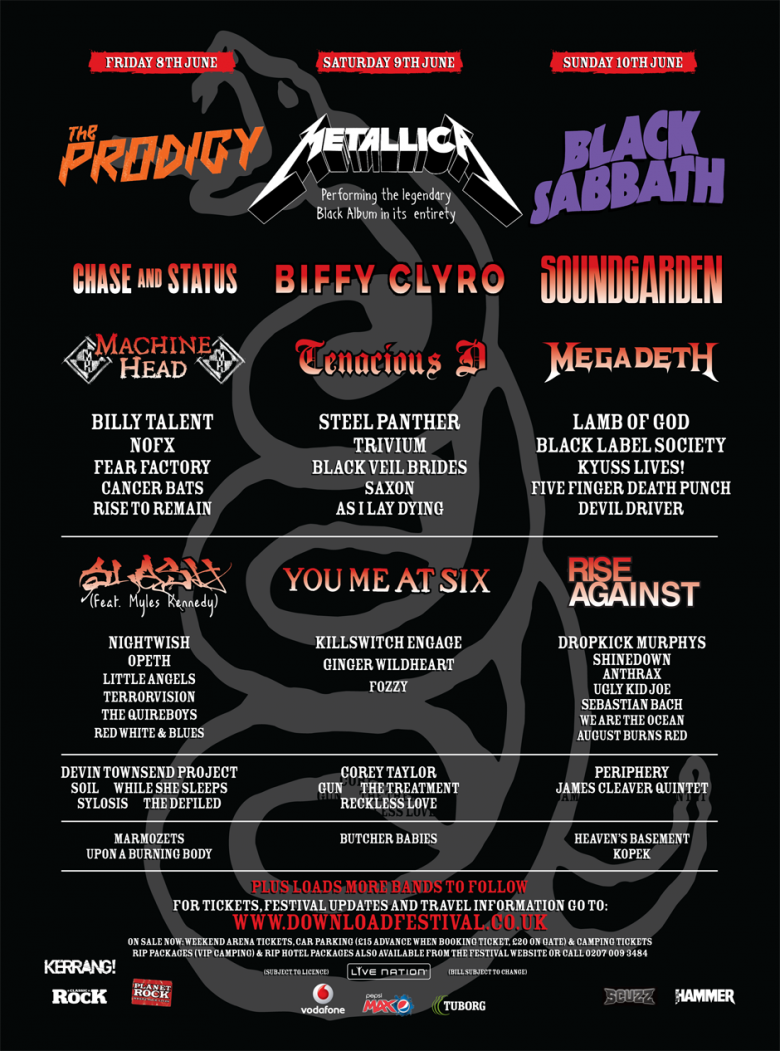 FRIDAY 8TH JUNE
SATURDAY 9TH JUNE
SUNDAY 10TH JUNE
The
PRODIGY
METALLICA
Performing the legendary
Black Album in its entirety
BLACK
SABBATH
CHASE AND STATUS
BIFFY CLYRO
SOUNDGARDEN
MACHINE
HEAD
Tenacious D
MEGADETH
BILLY TALENT
NOFX
FEAR FACTORY
CANCER BATS
RISE TO REMAIN
STEEL PANTHER
TRIVIUM
BLACK VEIL BRIDES
SAXON
AS I LAY DYING
LAMB OF GOD
BLACK LABEL SOCIETY
KYUSS LIVES!
FIVE FINGER DEATH PUNCH
DEVIL DRIVER
SLASH
(Feat. Myles Kennedy)
YOU ME AT SIX
RISE
AGAINST
NIGHTWISH
OPETH
LITTLE ANGELS
TERRORVISION
THE QUIREBOYS
RED WHITE & BLUES
KILLSWITCH ENGAGE
GINGER WILDHEART
FOZZY
DROPKICK MURPHYS
SHINEDOWN
ANTHRAX
UGLY KID JOE
SEBASTIAN BACH
WE ARE THE OCEAN
AUGUST BURNS RED
DEVIN TOWNSEND PROJECT
SOIL WHILE SHE SLEEPS
SYLOSIS THE DEFILED
COREY TAYLOR
GUN THE TREATMENT
RECKLESS LOVE
PERIPHERY
JAMES CLEAVER QUINTET
MARMOZETS
UPON A BURNING BODY
BUTCHER BABIES
HEAVEN'S BASEMENT
KOPEK
PLUS LOADS MORE BANDS TO FOLLOW
FOR TICKETS, FESTIVAL UPDATES AND TRAVEL INFORMATION GO TO:
WWW.DOWNLOADFESTIVAL.CO.UK
ON SALE NOW: WEEKEND ARENA TICKETS, CAR PARKING (£15 ADVANCE WHEN BOOKING TICKET, £20 ON GATE) & CAMPING TICKETS
RIP PACKAGES (VIP CAMPING) & RIP HOTEL PACKAGES ALSO AVAILABLE FROM THE FESTIVAL WEBSITE OR CALL 0207 009 3484
(SUBJECT TO LICENCE)
LIVE NATION
(BILL SUBJECT TO CHANGE)
KERRANG!
ROCK
PLANET
ROCK
vodafone
pepsi
MAX
TUBORG
SCUZZ
HAMMER